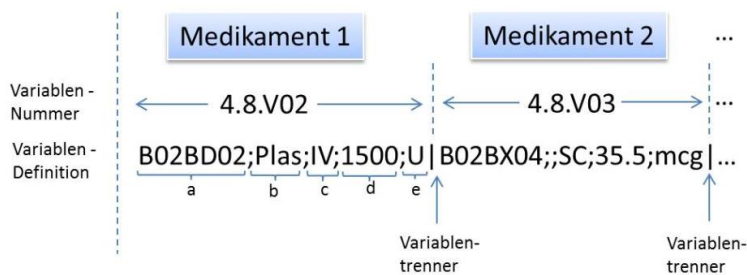 Medikament 1 Medikament 2 ...
Variablen -
Nummer
4.8.V02 4.8.V03 ...
Variablen -
Definition
B02BD02;Plas;IV;1500;U|B02BX04;;SC;35.5;mcg|...
a b c d e
Variablen-
trenner
Variablen-
trenner